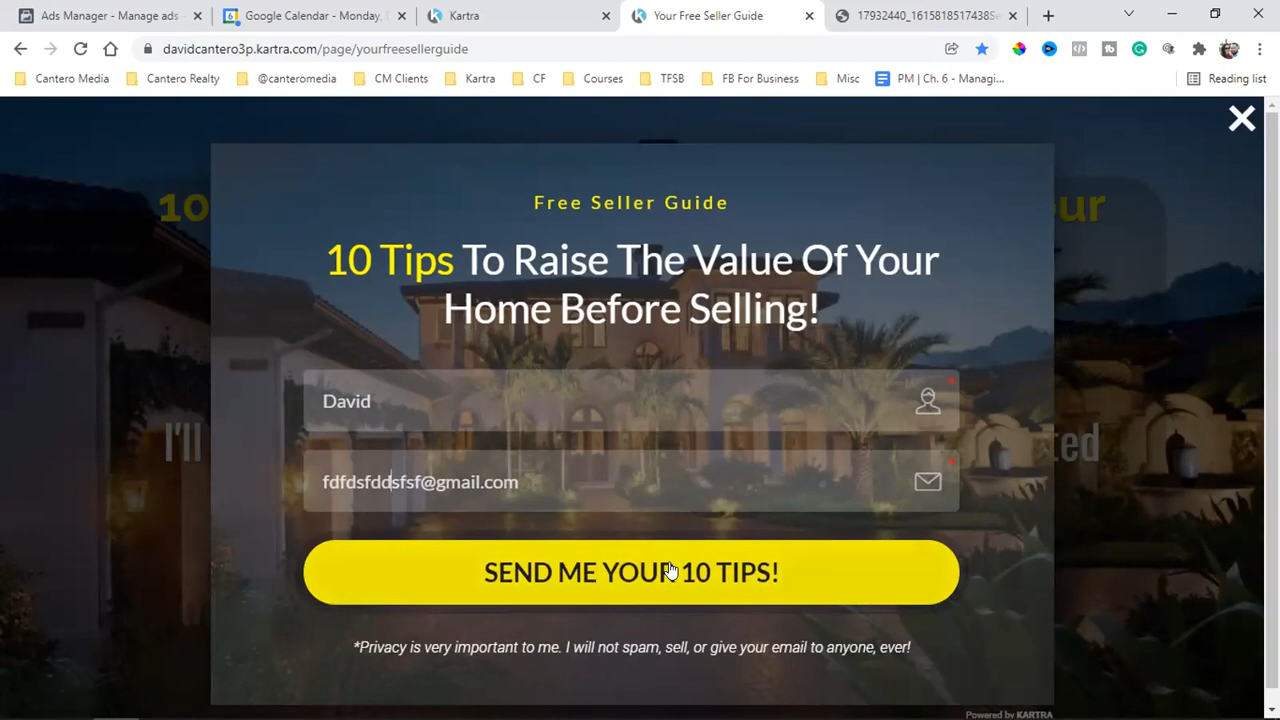 Ads Manager - Manage ads -
Google Calendar - Monday,
Kartra
Your Free Seller Guide
17932440_1615818517438Se
davidcantero3p.kartra.com/page/yourfreesellerguide
Cantero Media
Cantero Realty
@canteromedia
CM Clients
Kartra
CF
Courses
TFSB
FB For Business
Misc
PM | Ch. 6 - Managi...
Reading list
Free Seller Guide
10 Tips To Raise The Value Of Your
Home Before Selling!
10
ur
David
I'll
fdfdsfddsfsf@gmail.com
SEND ME YOUR 10 TIPS!
*Privacy is very important to me. I will not spam, sell, or give your email to anyone, ever!
Powered by KARTRA